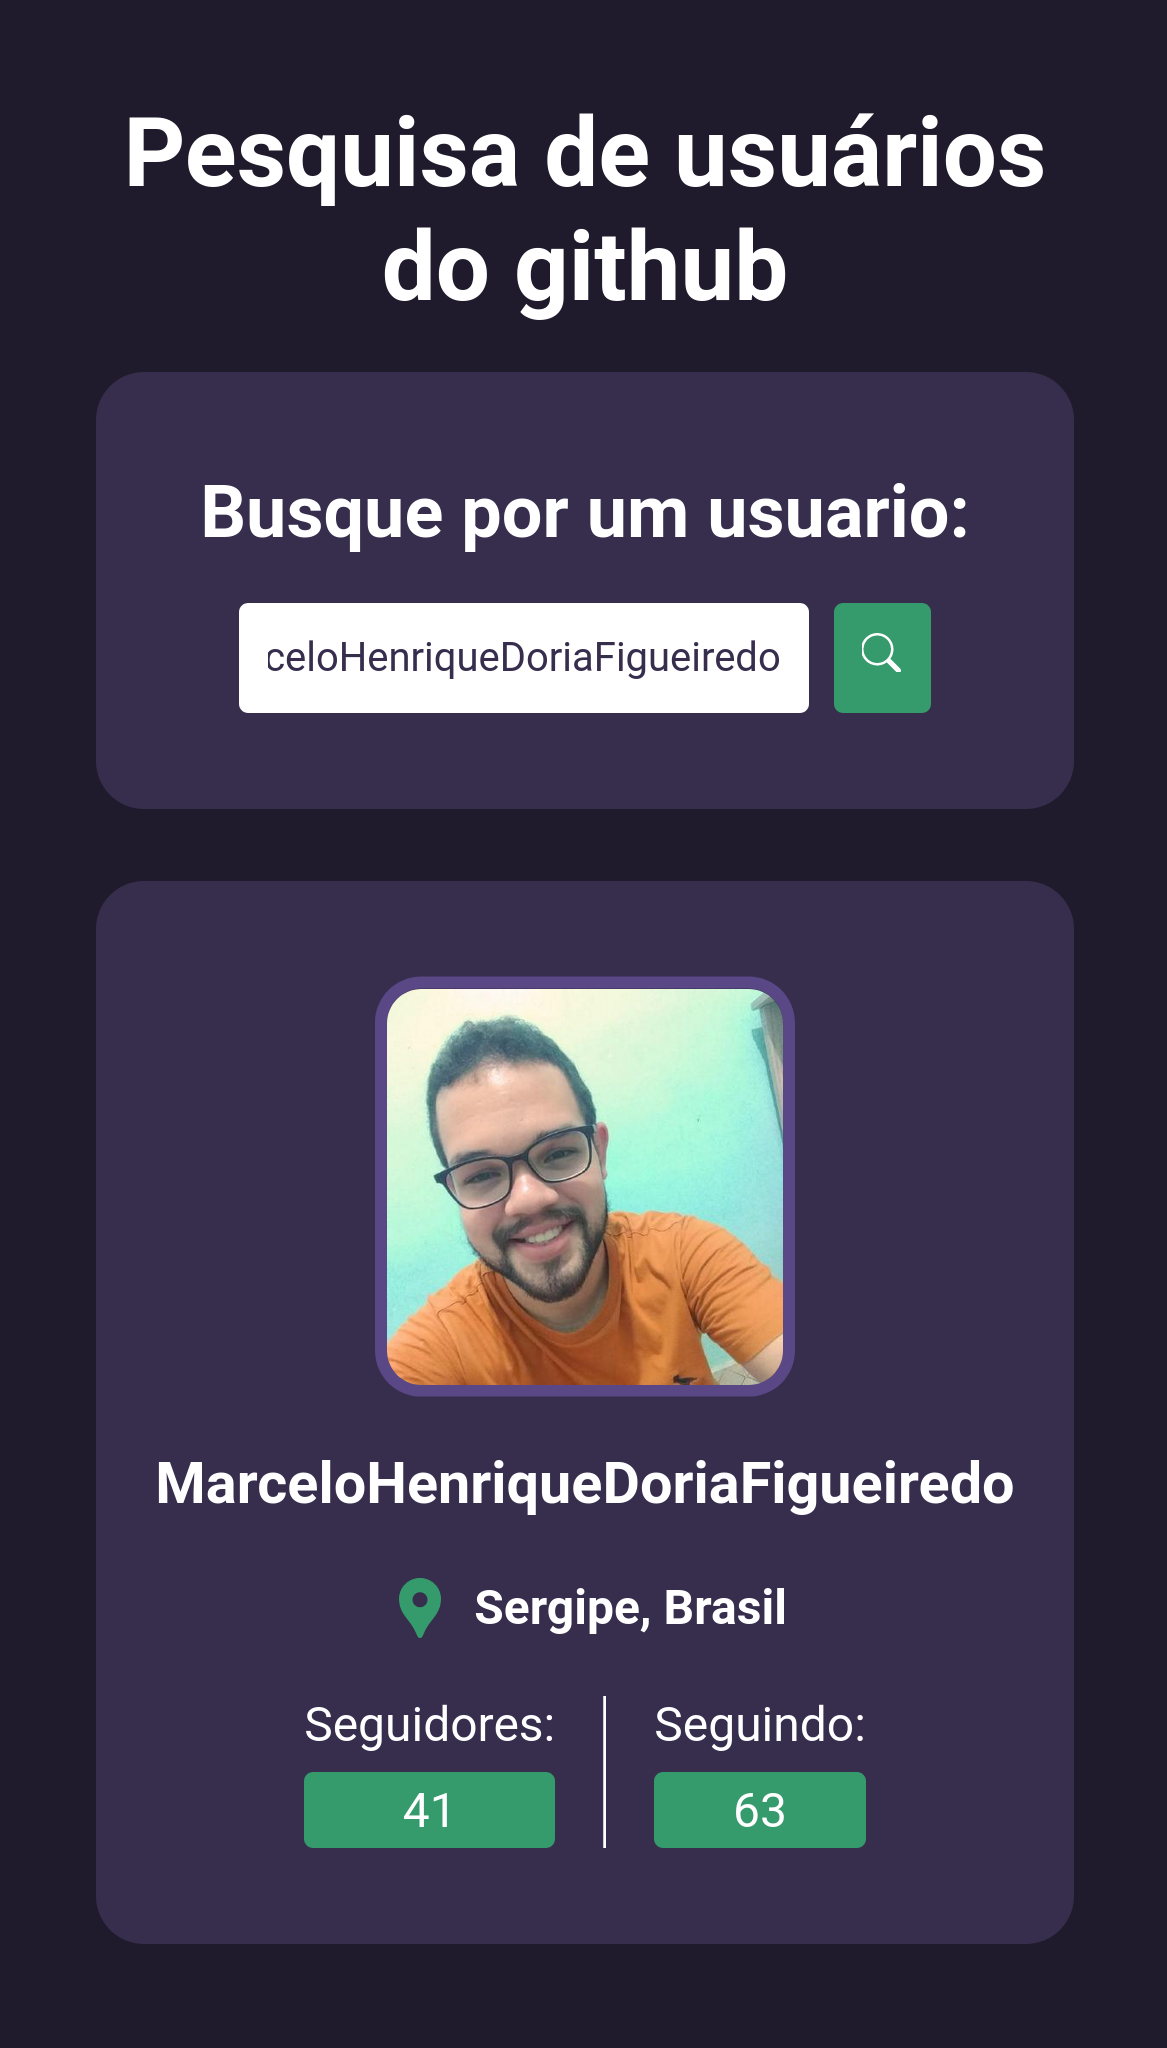 Pesquisa de usuários
do github
Busque por um usuario:
celoHenriqueDoriaFigueiredo
MarceloHenriqueDoriaFigueiredo
Sergipe, Brasil
Seguidores: Seguindo:
41 63